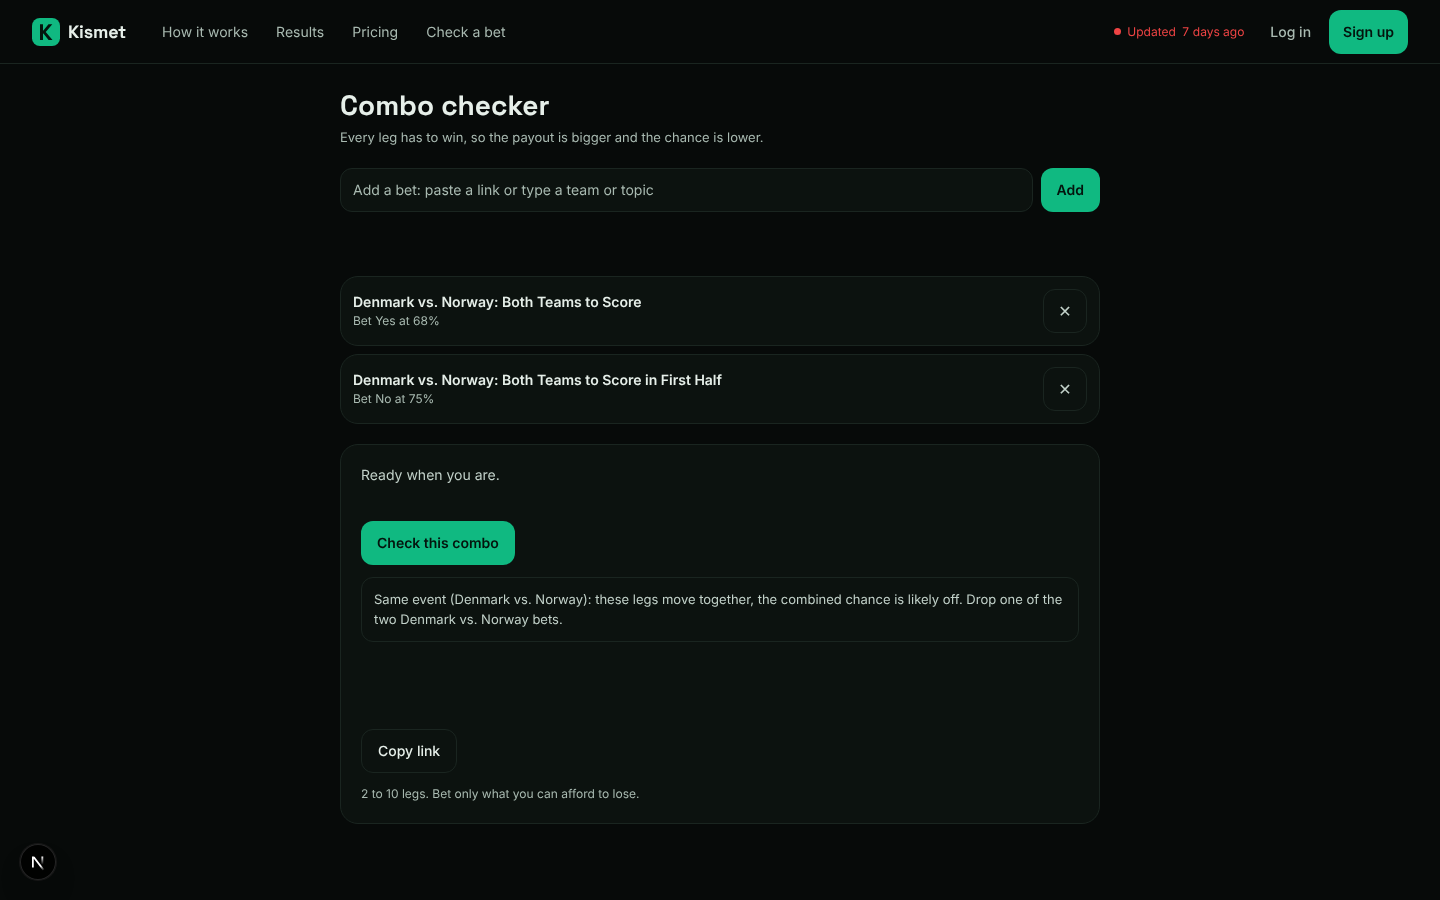 K Kismet How it works Results Pricing Check a bet Updated 7 days ago Log in Sign up
Combo checker
Every leg has to win, so the payout is bigger and the chance is lower.
Add a bet: paste a link or type a team or topic Add
Denmark vs. Norway: Both Teams to Score
Bet Yes at 68%
✕
Denmark vs. Norway: Both Teams to Score in First Half
Bet No at 75%
✕
Ready when you are.
Check this combo
Same event (Denmark vs. Norway): these legs move together, the combined chance is likely off. Drop one of the
two Denmark vs. Norway bets.
Copy link
2 to 10 legs. Bet only what you can afford to lose.
N